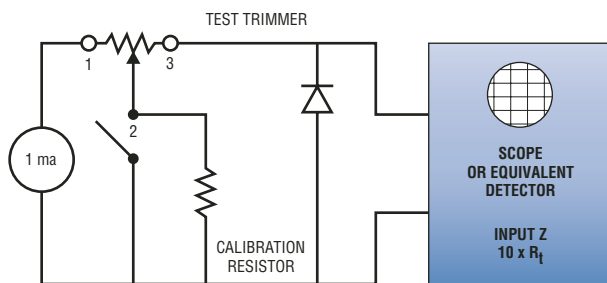 TEST TRIMMER
1
3
2
1 ma
CALIBRATION
RESISTOR
SCOPE
OR EQUIVALENT
DETECTOR
INPUT Z
10 x Rt